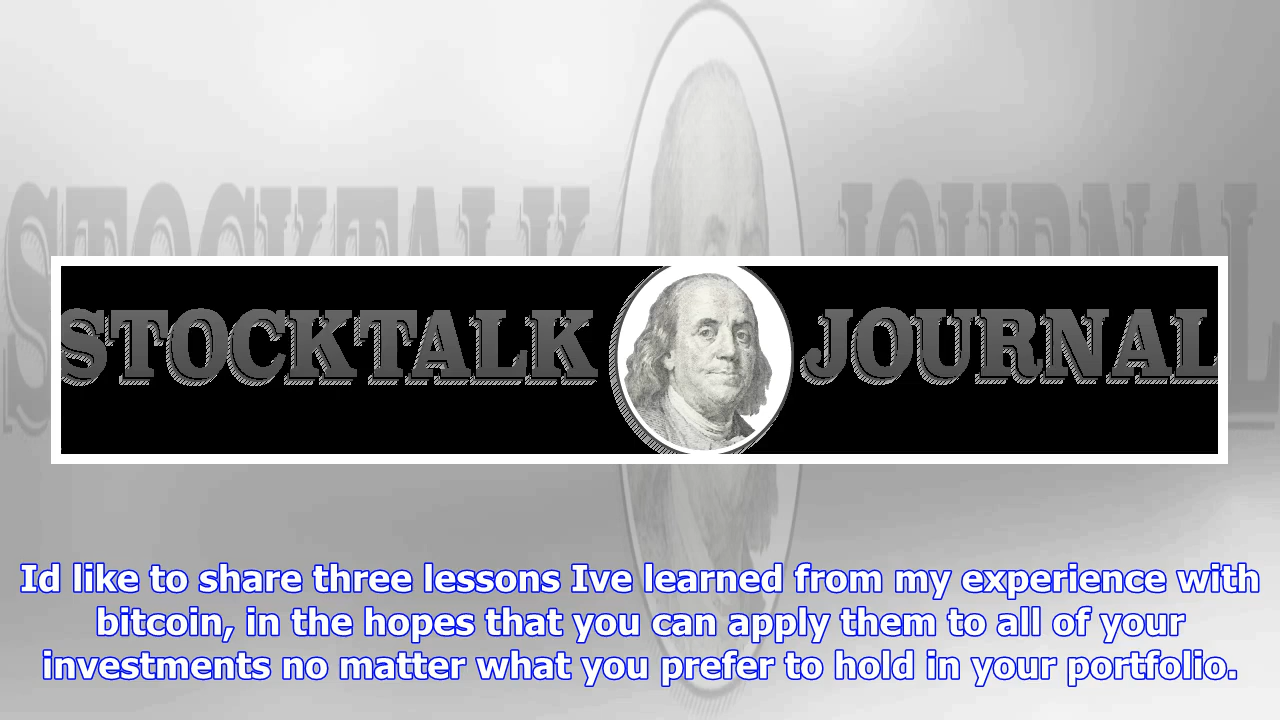 STOCKTALK JOURNAL
Id like to share three lessons Ive learned from my experience with
bitcoin, in the hopes that you can apply them to all of your
investments no matter what you prefer to hold in your portfolio.